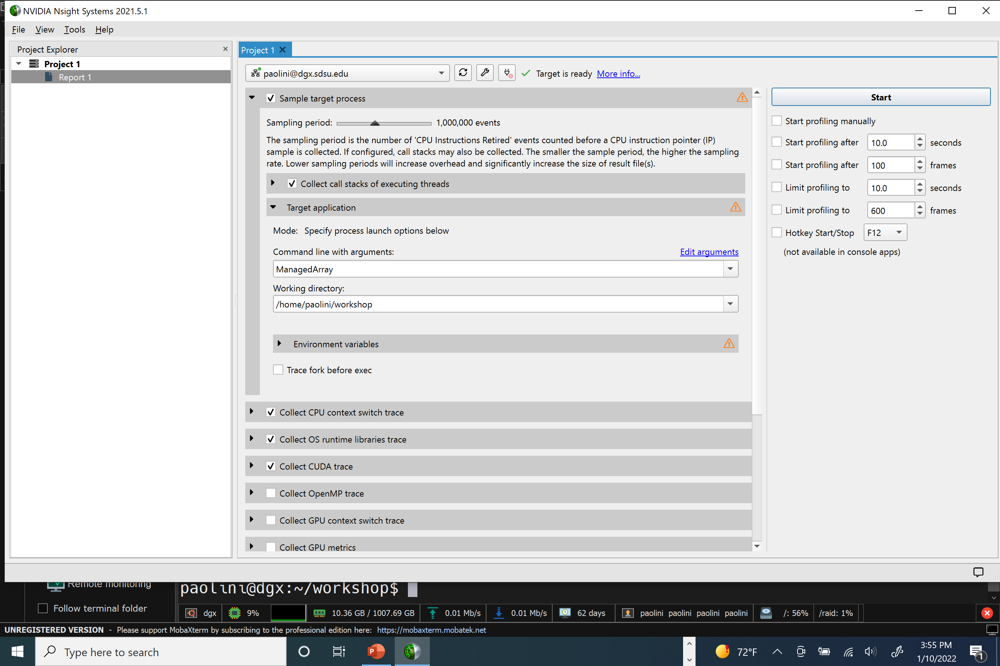 NVIDIA Nsight Systems 2021.5.1
File View Tools Help
Project Explorer
Project 1
Report 1
Project 1
paolini@dgx.sdsu.edu
Target is ready More info...
Sample target process
Sampling period: 1,000,000 events
The sampling period is the number of 'CPU Instructions Retired' events counted before a CPU instruction pointer (IP)
sample is collected. If configured, call stacks may also be collected. The smaller the sample period, the higher the sampling
rate. Lower sampling periods will increase overhead and significantly increase the size of result file(s).
Collect call stacks of executing threads
Target application
Mode: Specify process launch options below
Command line with arguments: Edit arguments
ManagedArray
Working directory:
/home/paolini/workshop
Environment variables
Trace fork before exec
Collect CPU context switch trace
Collect OS runtime libraries trace
Collect CUDA trace
Collect OpenMP trace
Collect GPU context switch trace
Collect GPU metrics
Start
Start profiling manually
Start profiling after 10.0 seconds
Start profiling after 100 frames
Limit profiling to 10.0 seconds
Limit profiling to 600 frames
Hotkey Start/Stop F12
(not available in console apps)
Remote monitoring
Follow terminal folder
paolini@dgx:~/workshop$
dgx 9% 10.36 GB / 1007.69 GB 0.01 Mb/s 0.01 Mb/s 62 days paolini paolini paolini paolini /: 56% /raid: 1%
UNREGISTERED VERSION - Please support MobaXterm by subscribing to the professional edition here: https://mobaxterm.mobatek.net
Type here to search
P
72°F
3:55 PM
1/10/2022
1